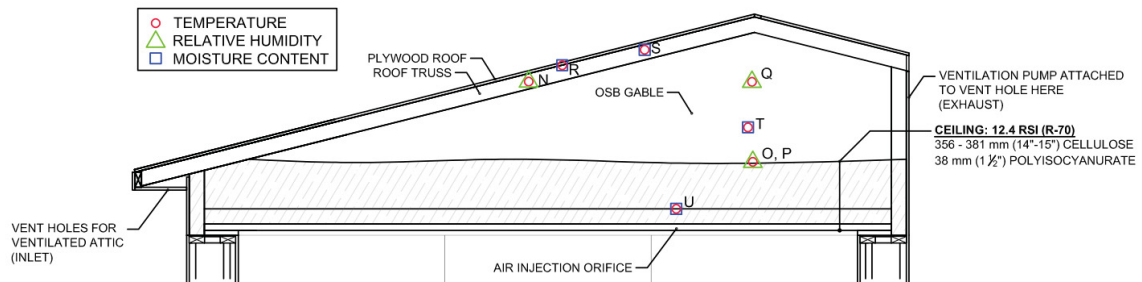 TEMPERATURE
RELATIVE HUMIDITY
MOISTURE CONTENT
PLYWOOD ROOF
ROOF TRUSS
N
R
S
Q
OSB GABLE
T
O, P
U
VENTILATION PUMP ATTACHED
TO VENT HOLE HERE
(EXHAUST)
CEILING: 12.4 RSI (R-70)
356 - 381 mm (14"-15") CELLULOSE
38 mm (1 ½") POLYISOCYANURATE
VENT HOLES FOR
VENTILATED ATTIC
(INLET)
AIR INJECTION ORIFICE